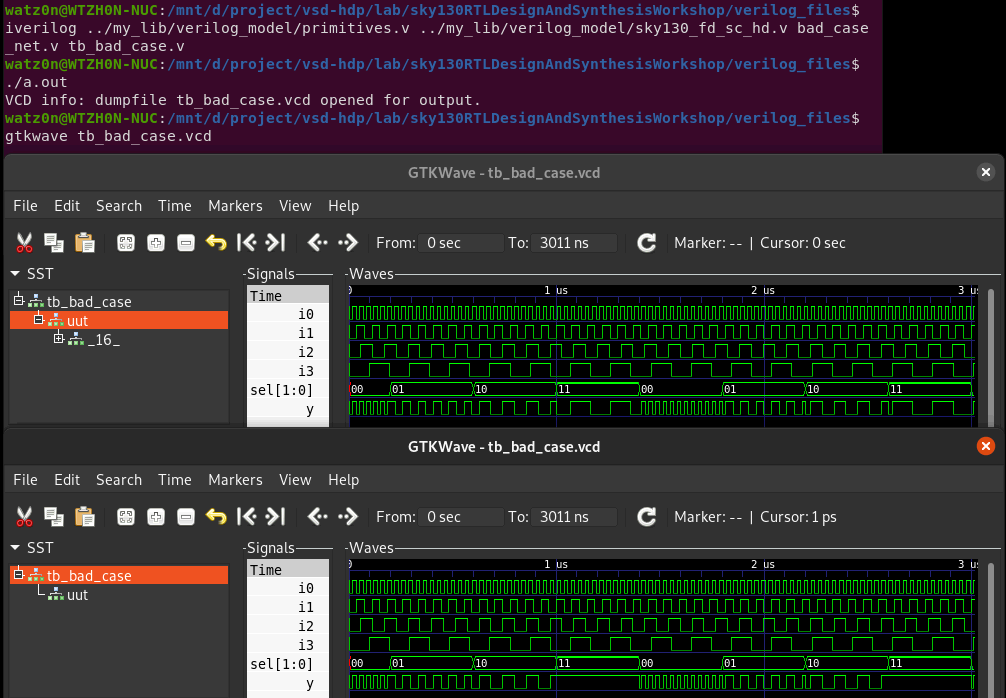 watz0n@WTZH0N-NUC:/mnt/d/project/vsd-hdp/lab/sky130RTLDesignAndSynthesisWorkshop/verilog_files$
iverilog ../my_lib/verilog_model/primitives.v ../my_lib/verilog_model/sky130_fd_sc_hd.v bad_case
_net.v tb_bad_case.v
watz0n@WTZH0N-NUC:/mnt/d/project/vsd-hdp/lab/sky130RTLDesignAndSynthesisWorkshop/verilog_files$
./a.out
VCD info: dumpfile tb_bad_case.vcd opened for output.
watz0n@WTZH0N-NUC:/mnt/d/project/vsd-hdp/lab/sky130RTLDesignAndSynthesisWorkshop/verilog_files$
gtkwave tb_bad_case.vcd
GTKWave - tb_bad_case.vcd
File Edit Search Time Markers View Help
From: 0 sec To: 3011 ns Marker: -- | Cursor: 0 sec
SST Signals Waves
Time 0 1 us 2 us 3 us
tb_bad_case
i0
uut
i1
_16_
i2
i3
sel[1:0] 00 01 10 11 00 01 10 11
y
GTKWave - tb_bad_case.vcd
File Edit Search Time Markers View Help
From: 0 sec To: 3011 ns Marker: -- | Cursor: 1 ps
SST Signals Waves
Time 0 1 us 2 us 3 us
tb_bad_case
i0
uut
i1
i2
i3
sel[1:0] 00 01 10 11 00 01 10 11
y